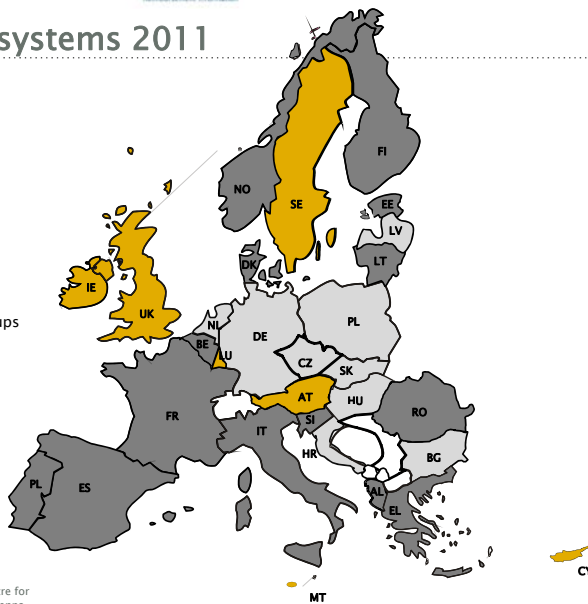 systems 2011
NO
FI
SE
EE
LV
LT
DK
IE
UK
NL
BE
LU
DE
PL
CZ
SK
AT
HU
FR
SI
IT
HR
RO
BG
PL
ES
AL
EL
MT
CY
ups
tre for